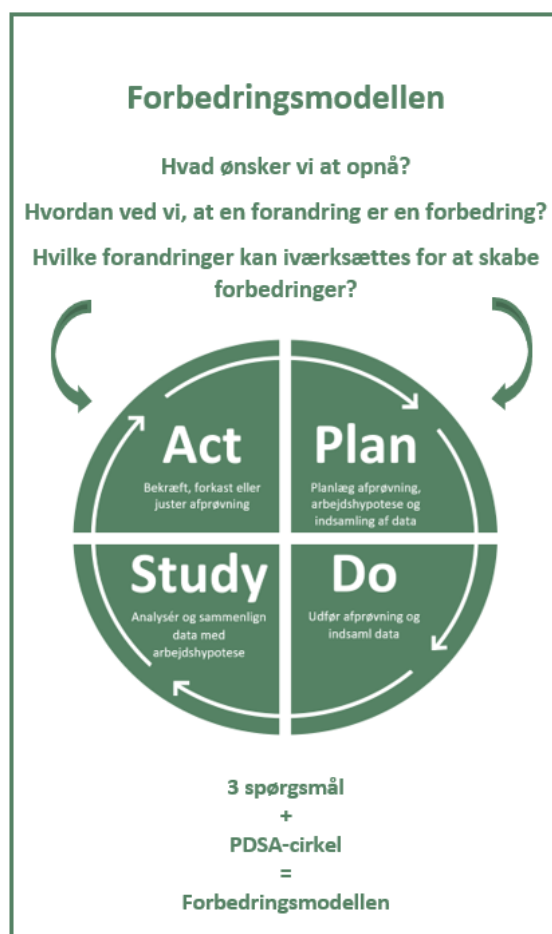 Forbedringsmodellen
Hvad ønsker vi at opnå?
Hvordan ved vi, at en forandring er en forbedring?
Hvilke forandringer kan iværksættes for at skabe
forbedringer?
Act
Bekræft, forkast eller
juster afprøvning
Plan
Planlæg afprøvning,
arbejdshypotese og
indsamling af data
Study
Analysér og sammenlign
data med
arbejdshypotese
Do
Udfør afprøvning og
indsaml data
3 spørgsmål
+
PDSA-cirkel
=
Forbedringsmodellen